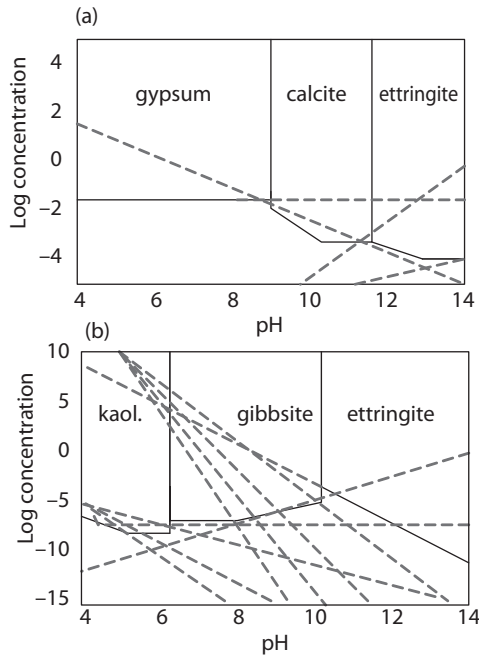 (a)
4
2
0
−2
−4
Log concentration
gypsum
calcite
ettringite
4
6
8
10
12
14
pH
(b)
10
5
0
−5
−10
−15
Log concentration
kaol.
gibbsite
ettringite
4
6
8
10
12
14
pH